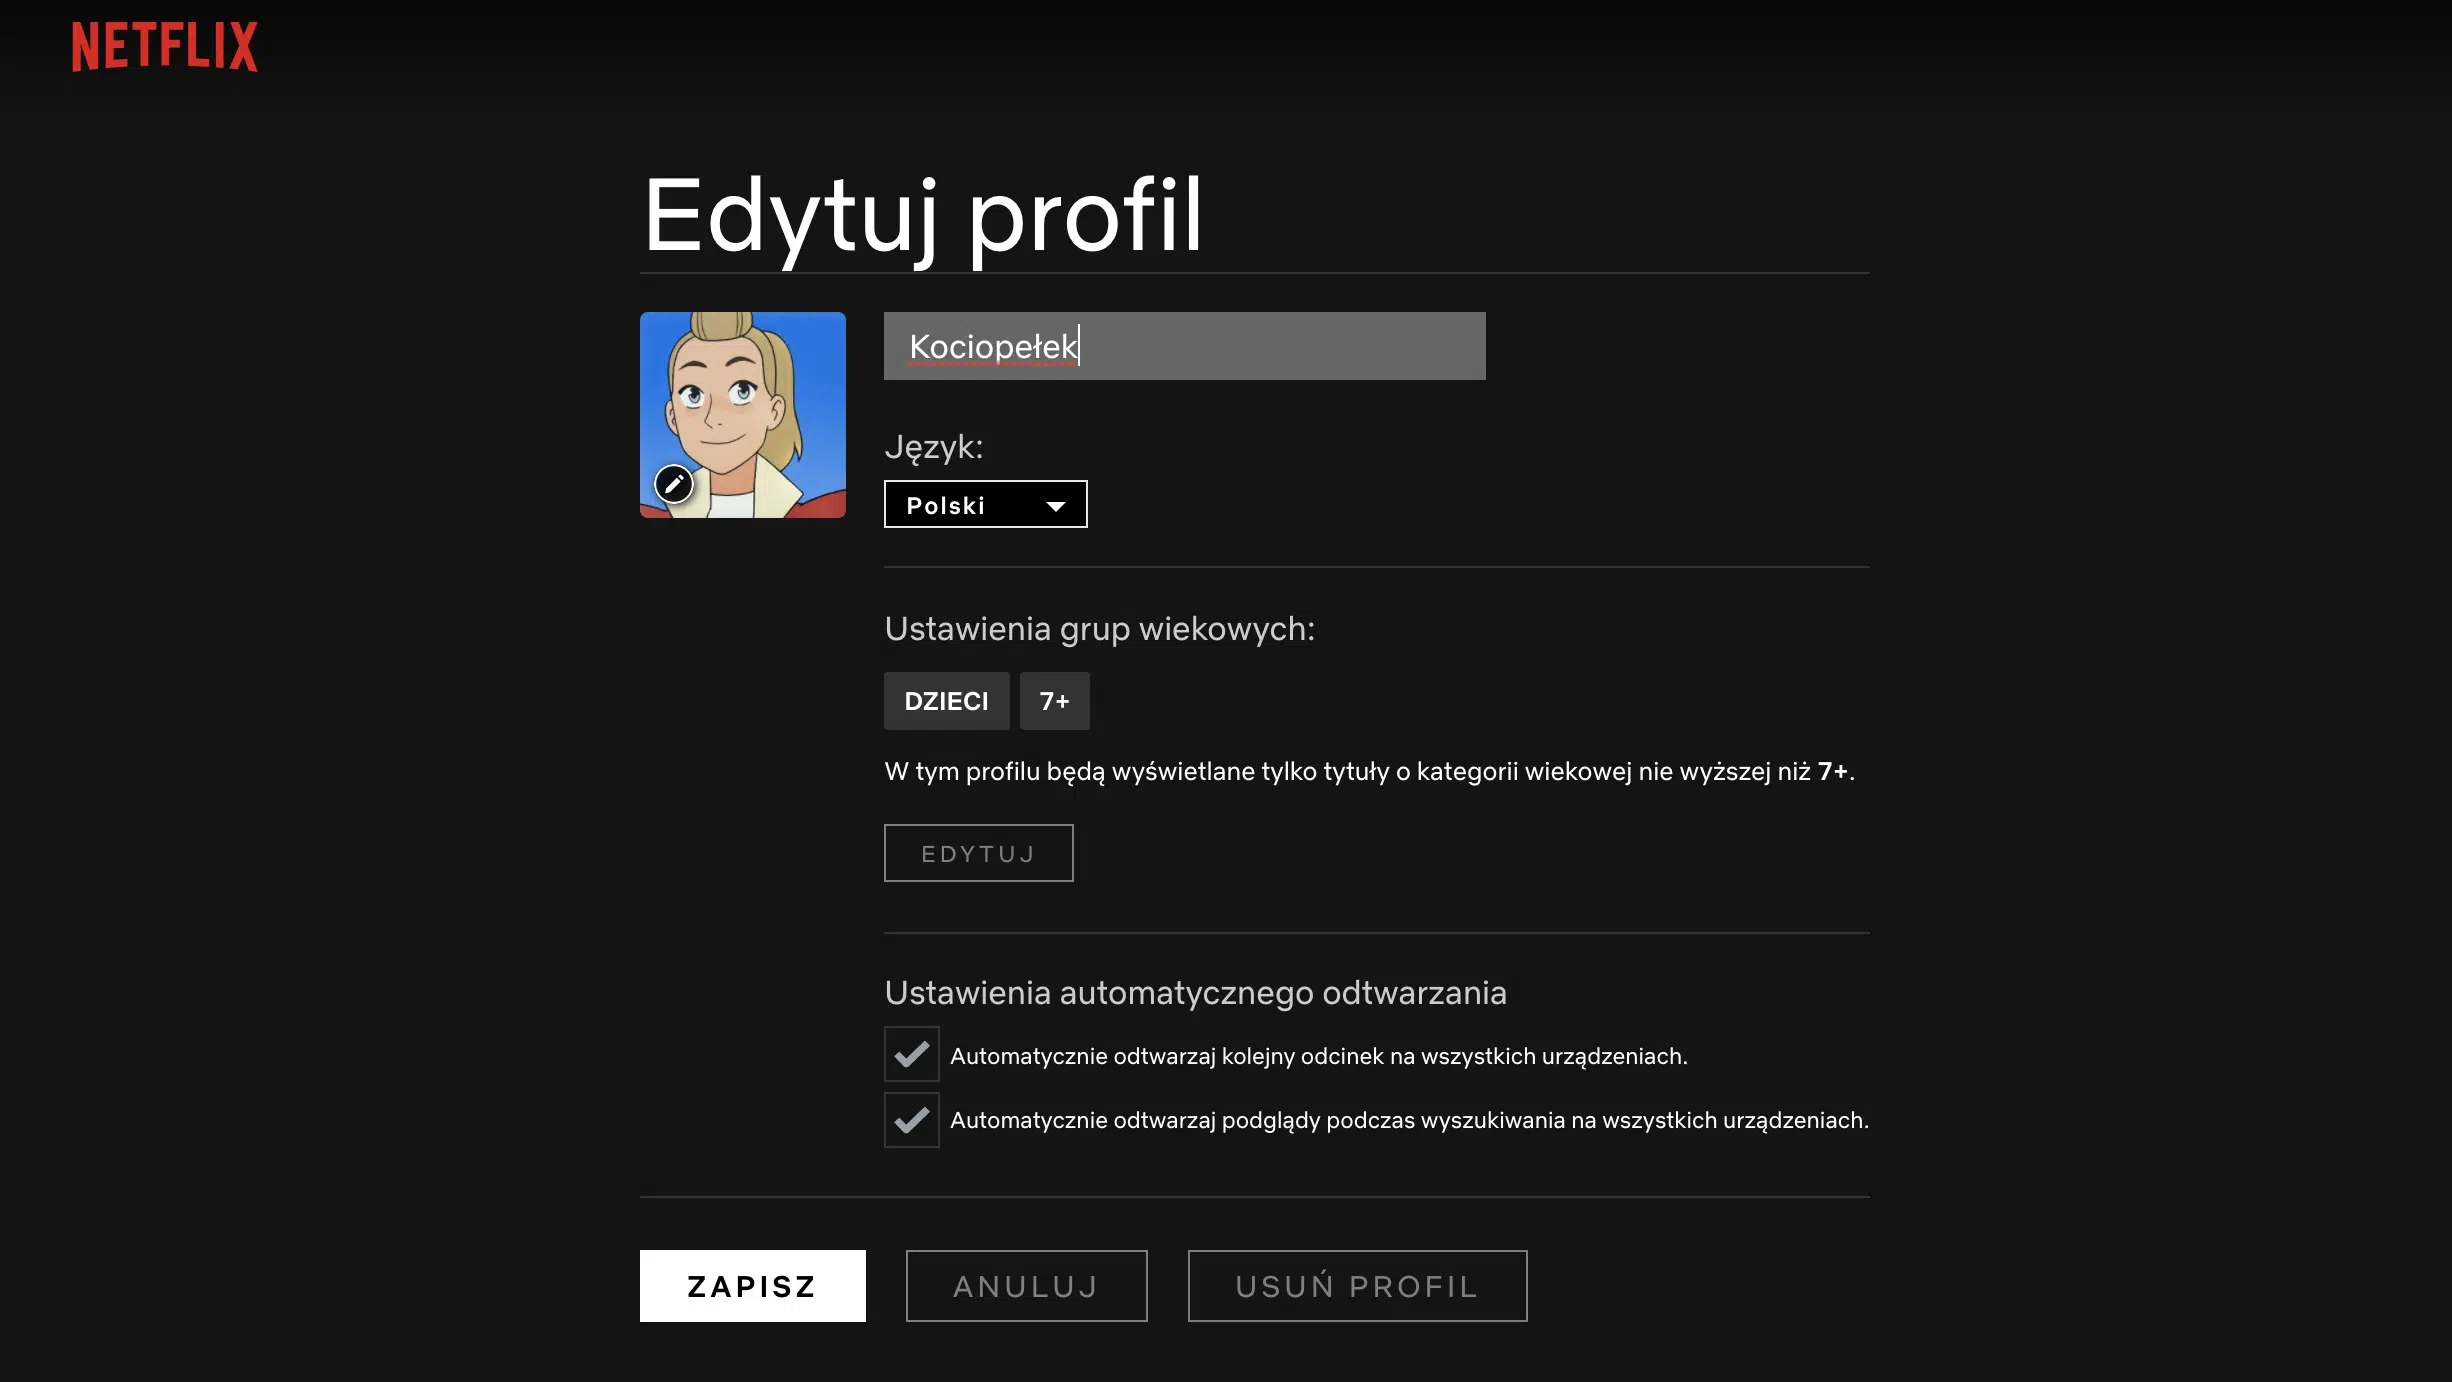 NETFLIX
Edytuj profil
Kociopełek
Język:
Polski
Ustawienia grup wiekowych:
DZIECI 7+
W tym profilu będą wyświetlane tylko tytuły o kategorii wiekowej nie wyższej niż 7+.
EDYTUJ
Ustawienia automatycznego odtwarzania
Automatycznie odtwarzaj kolejny odcinek na wszystkich urządzeniach.
Automatycznie odtwarzaj podglądy podczas wyszukiwania na wszystkich urządzeniach.
ZAPISZ ANULUJ USUŃ PROFIL